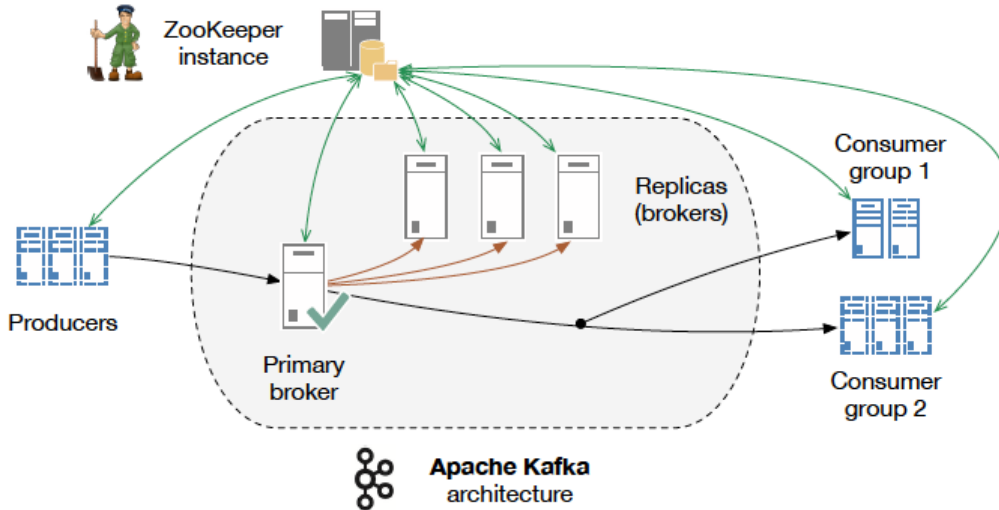 ZooKeeper
instance
Consumer
group 1
Replicas
(brokers)
Producers
Primary
broker
Consumer
group 2
Apache Kafka
architecture